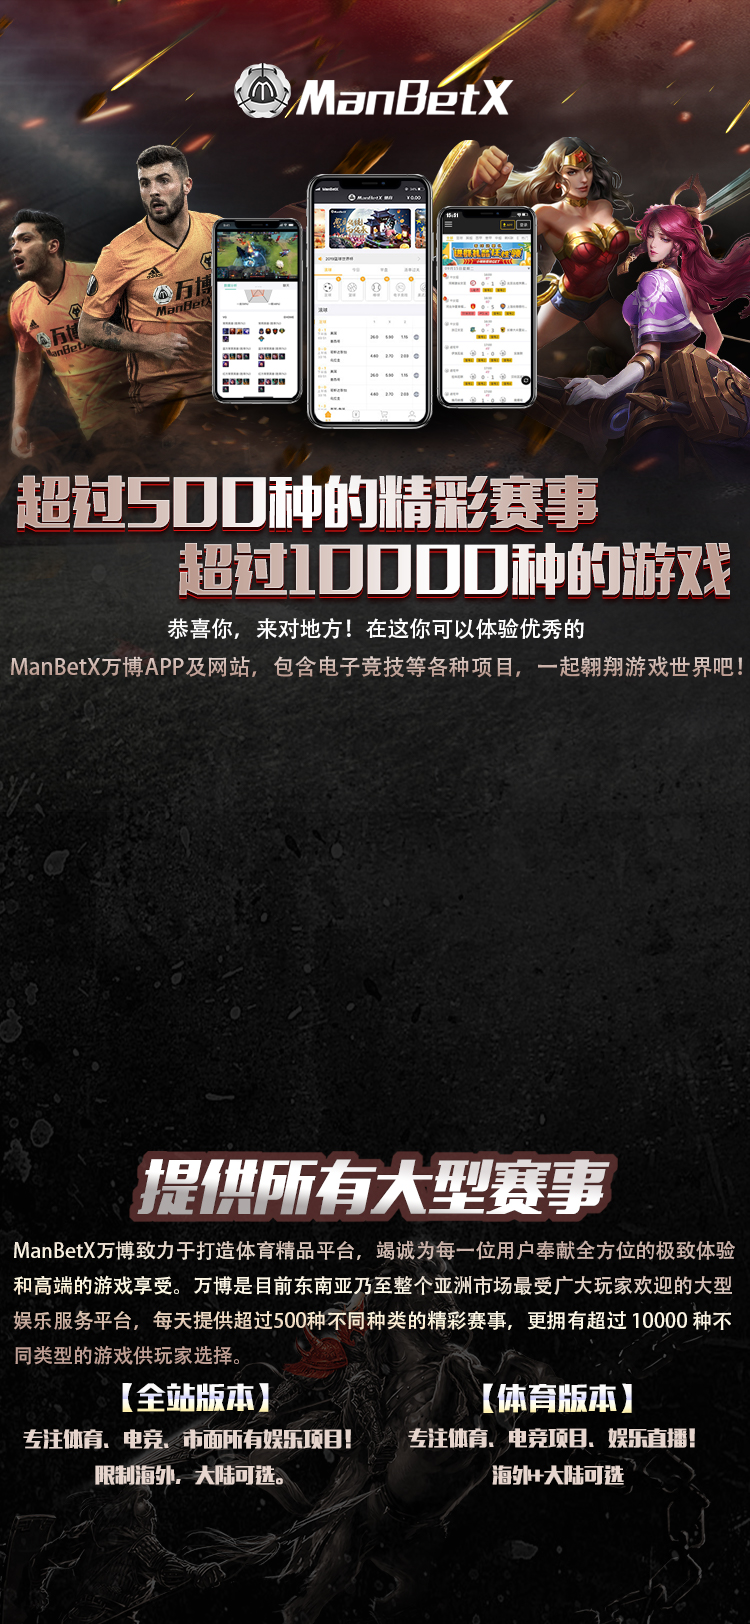 ManBetX
万博
ManBetX
15:51
¥0.00
超过500种的精彩赛事
超过10000种的游戏
恭喜你，来对地方！在这你可以体验优秀的
ManBetX万博APP及网站，包含电子竞技等各种项目，一起翱翔游戏世界吧！
提供所有大型赛事
ManBetX万博致力于打造体育精品平台，竭诚为每一位用户奉献全方位的极致体验
和高端的游戏享受。万博是目前东南亚乃至整个亚洲市场最受广大玩家欢迎的大型
娱乐服务平台，每天提供超过500种不同种类的精彩赛事，更拥有超过 10000 种不
同类型的游戏供玩家选择。
【全站版本】
专注体育、电竞、市面所有娱乐项目！
限制海外，大陆可选。
【体育版本】
专注体育、电竞项目、娱乐直播！
海外+大陆可选